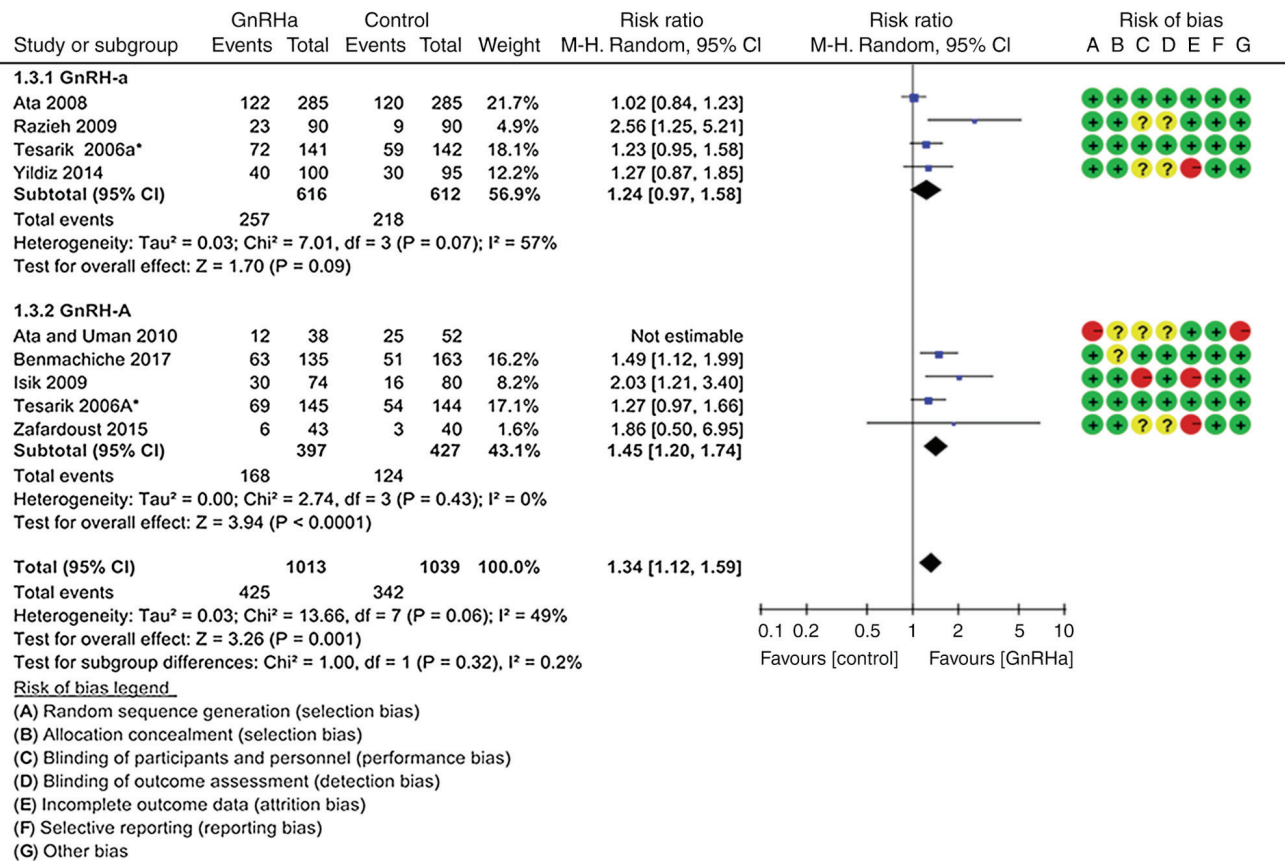 GnRHa Control Risk ratio Risk ratio Risk of bias
Study or subgroup Events Total Events Total Weight M-H. Random, 95% CI M-H. Random, 95% CI A B C D E F G
1.3.1 GnRH-a
Ata 2008 122 285 120 285 21.7% 1.02 [0.84, 1.23] + + + + + + +
Razieh 2009 23 90 9 90 4.9% 2.56 [1.25, 5.21] + + ? ? + + +
Tesarik 2006a* 72 141 59 142 18.1% 1.23 [0.95, 1.58] + + + + + + +
Yildiz 2014 40 100 30 95 12.2% 1.27 [0.87, 1.85] + + ? ? - + +
Subtotal (95% CI) 616 612 56.9% 1.24 [0.97, 1.58]
Total events 257 218
Heterogeneity: Tau² = 0.03; Chi² = 7.01, df = 3 (P = 0.07); I² = 57%
Test for overall effect: Z = 1.70 (P = 0.09)
1.3.2 GnRH-A
Ata and Uman 2010 12 38 25 52 Not estimable - ? ? ? + + -
Benmachiche 2017 63 135 51 163 16.2% 1.49 [1.12, 1.99] + ? + + + + +
Isik 2009 30 74 16 80 8.2% 2.03 [1.21, 3.40] + + - + - + +
Tesarik 2006A* 69 145 54 144 17.1% 1.27 [0.97, 1.66] + + + + + + +
Zafardoust 2015 6 43 3 40 1.6% 1.86 [0.50, 6.95] + + ? ? - + +
Subtotal (95% CI) 397 427 43.1% 1.45 [1.20, 1.74]
Total events 168 124
Heterogeneity: Tau² = 0.00; Chi² = 2.74, df = 3 (P = 0.43); I² = 0%
Test for overall effect: Z = 3.94 (P < 0.0001)
Total (95% CI) 1013 1039 100.0% 1.34 [1.12, 1.59]
Total events 425 342
Heterogeneity: Tau² = 0.03; Chi² = 13.66, df = 7 (P = 0.06); I² = 49%
Test for overall effect: Z = 3.26 (P = 0.001)
Test for subgroup differences: Chi² = 1.00, df = 1 (P = 0.32), I² = 0.2%
0.1 0.2 0.5 1 2 5 10
Favours [control] Favours [GnRHa]
Risk of bias legend
(A) Random sequence generation (selection bias)
(B) Allocation concealment (selection bias)
(C) Blinding of participants and personnel (performance bias)
(D) Blinding of outcome assessment (detection bias)
(E) Incomplete outcome data (attrition bias)
(F) Selective reporting (reporting bias)
(G) Other bias